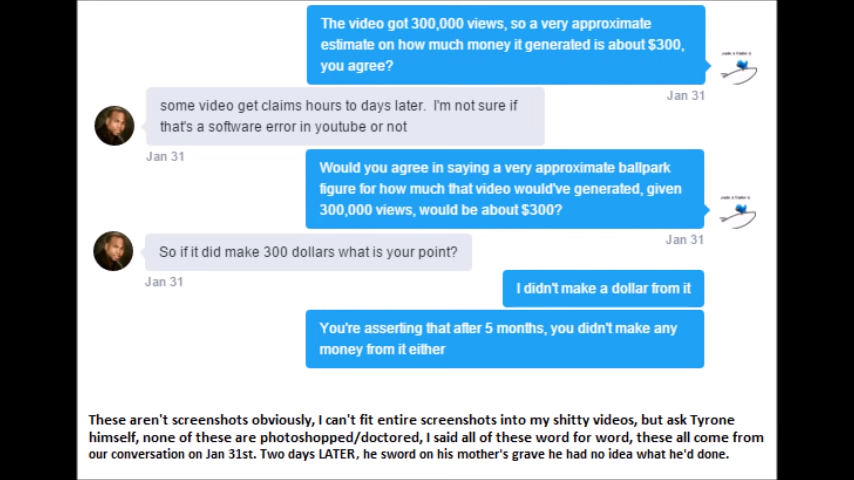 The video got 300,000 views, so a very approximate
estimate on how much money it generated is about $300,
you agree?
Jan 31
some video get claims hours to days later. I'm not sure if
that's a software error in youtube or not
Jan 31
Would you agree in saying a very approximate ballpark
figure for how much that video would've generated, given
300,000 views, would be about $300?
Jan 31
So if it did make 300 dollars what is your point?
Jan 31
I didn't make a dollar from it
You're asserting that after 5 months, you didn't make any
money from it either
These aren't screenshots obviously, I can't fit entire screenshots into my shitty videos, but ask Tyrone
himself, none of these are photoshopped/doctored, I said all of these word for word, these all come from
our conversation on Jan 31st. Two days LATER, he sword on his mother's grave he had no idea what he'd done.